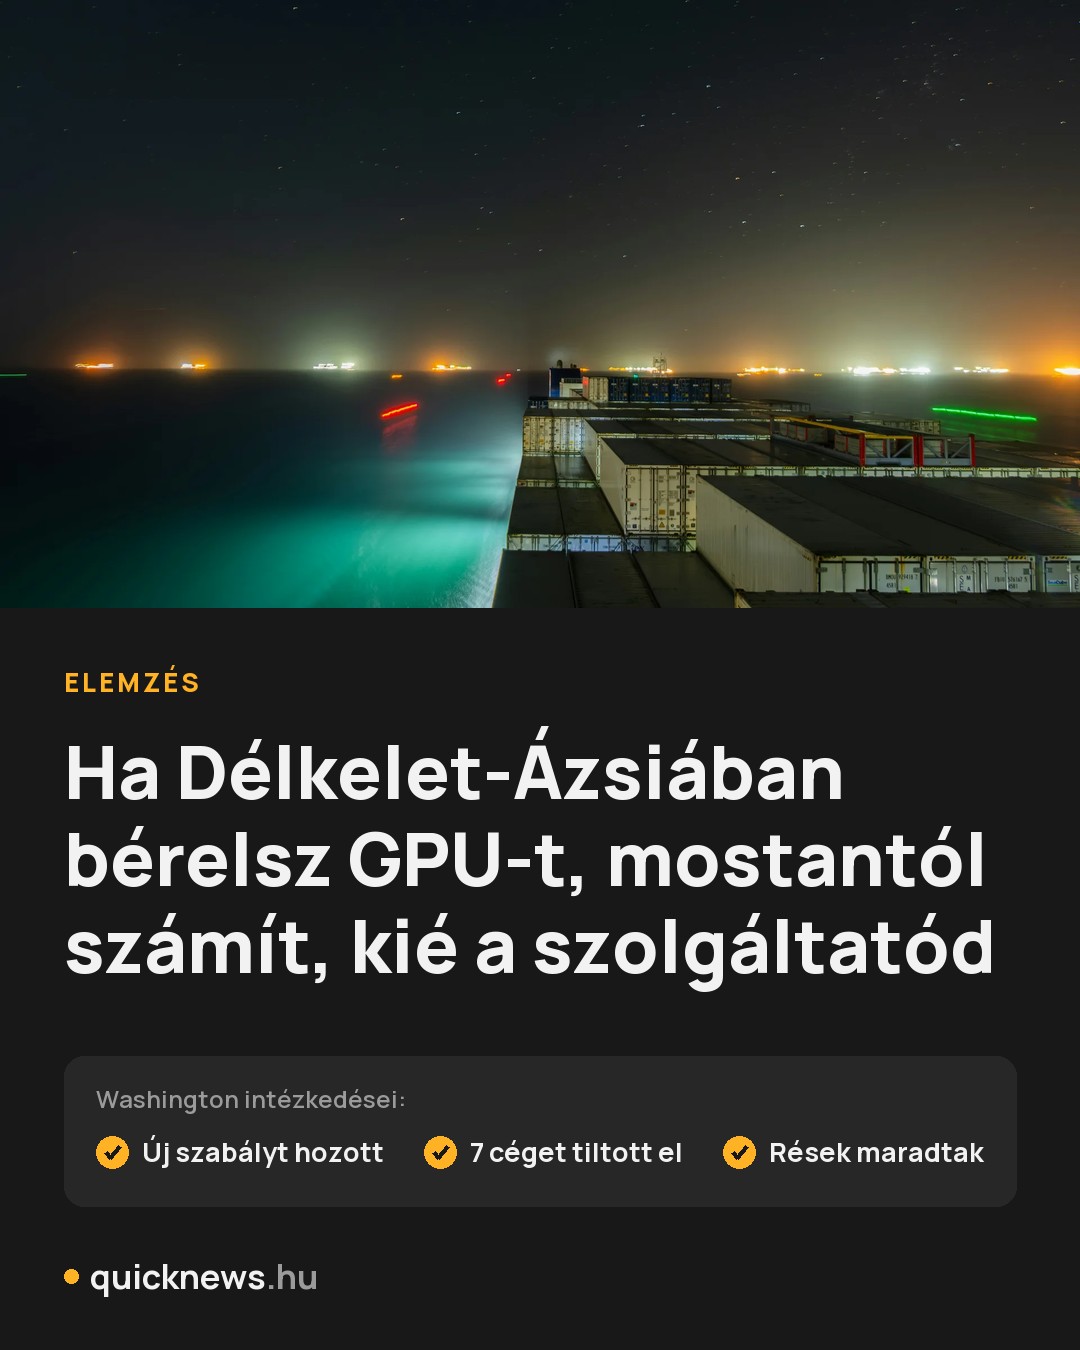 ELEMZÉS
Ha Délkelet-Ázsiában
bérelsz GPU-t, mostantól
számít, kié a szolgáltatód
Washington intézkedései:
Új szabályt hozott
7 céget tiltott el
Rések maradtak
quicknews.hu